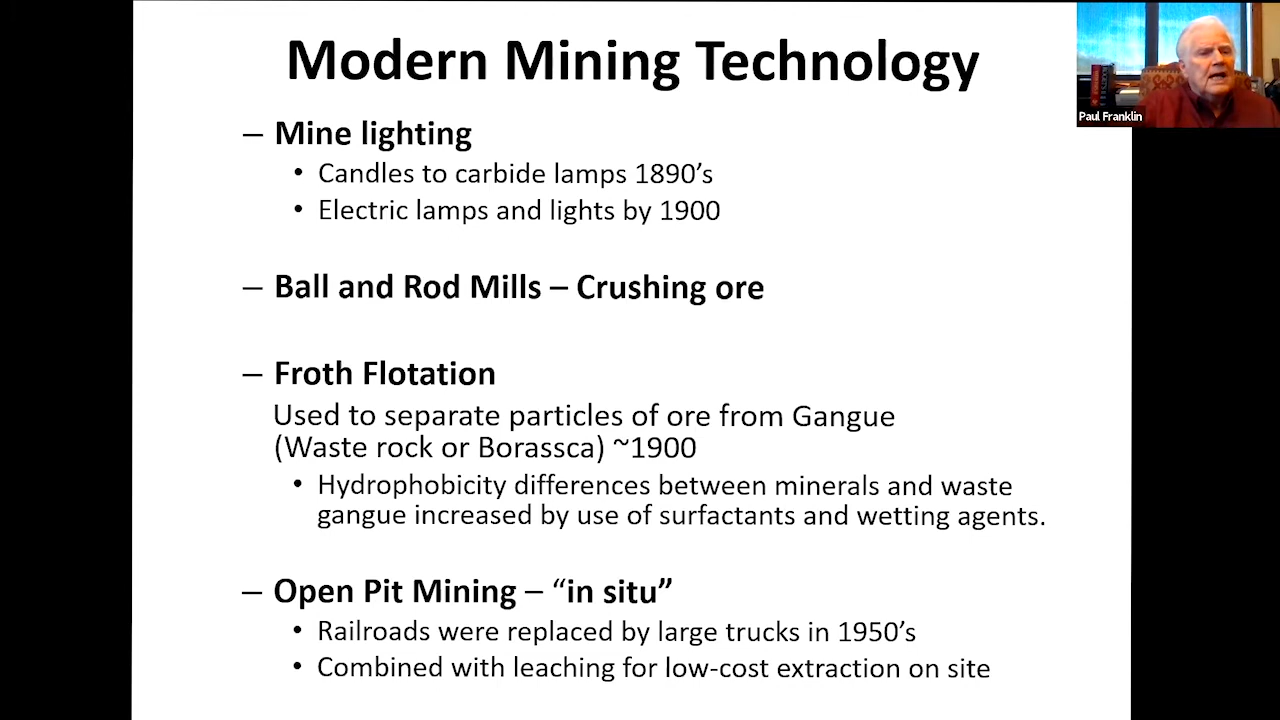 Modern Mining Technology
– Mine lighting
• Candles to carbide lamps 1890’s
• Electric lamps and lights by 1900
– Ball and Rod Mills – Crushing ore
– Froth Flotation
Used to separate particles of ore from Gangue
(Waste rock or Borassca) ~1900
• Hydrophobicity differences between minerals and waste
gangue increased by use of surfactants and wetting agents.
– Open Pit Mining – “in situ”
• Railroads were replaced by large trucks in 1950’s
• Combined with leaching for low-cost extraction on site
Paul Franklin